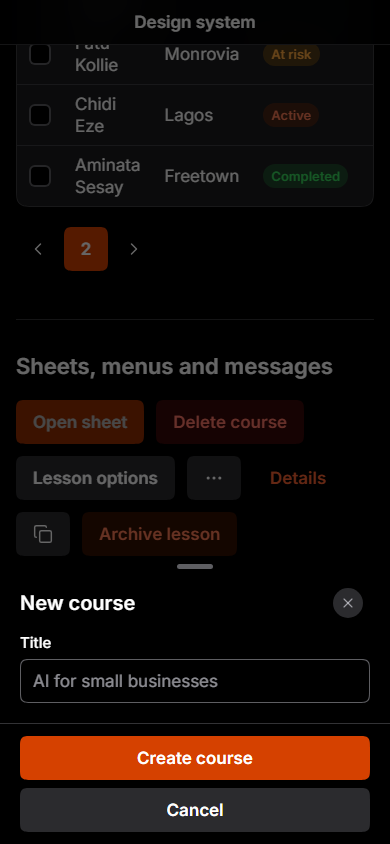 Design system
Fatu
Kollie
Monrovia
At risk
Chidi
Eze
Lagos
Active
Aminata
Sesay
Freetown
Completed
2
Sheets, menus and messages
Open sheet
Delete course
Lesson options
Details
Archive lesson
New course
Title
AI for small businesses
Create course
Cancel